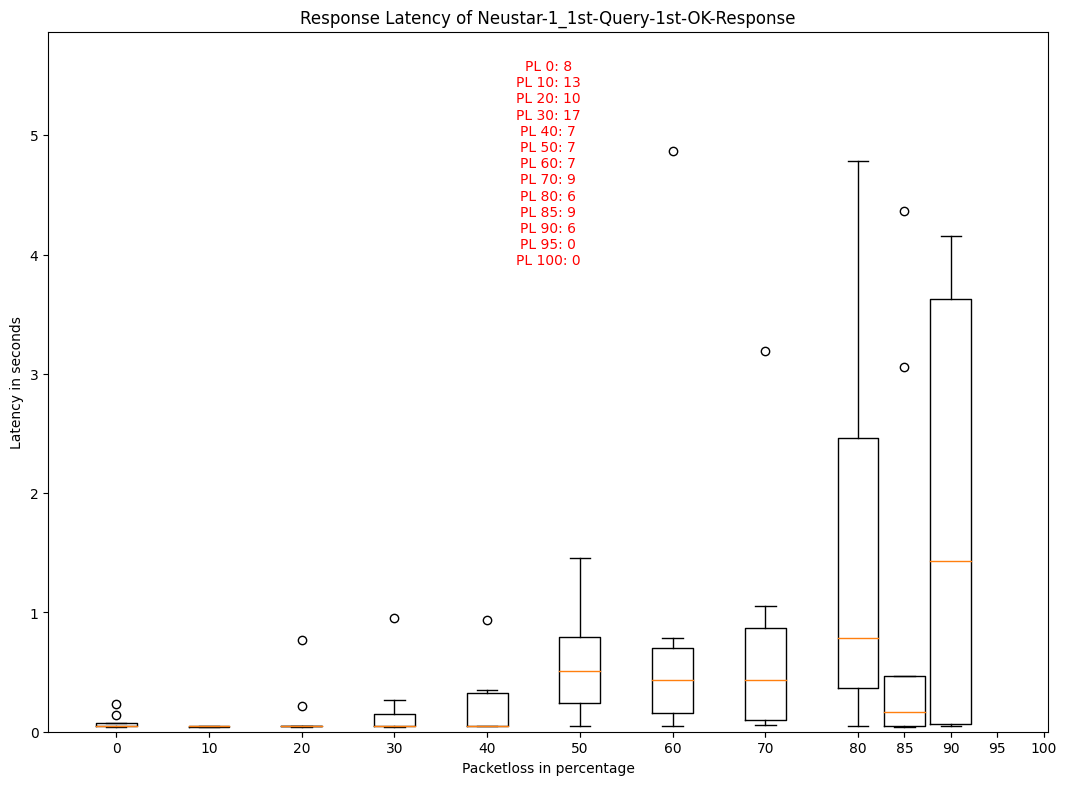 Response Latency of Neustar-1_1st-Query-1st-OK-Response
PL 0: 8
PL 10: 13
PL 20: 10
PL 30: 17
PL 40: 7
PL 50: 7
PL 60: 7
PL 70: 9
PL 80: 6
PL 85: 9
PL 90: 6
PL 95: 0
PL 100: 0
5
4
3
2
1
0
Latency in seconds
0 10 20 30 40 50 60 70 80 85 90 95 100
Packetloss in percentage